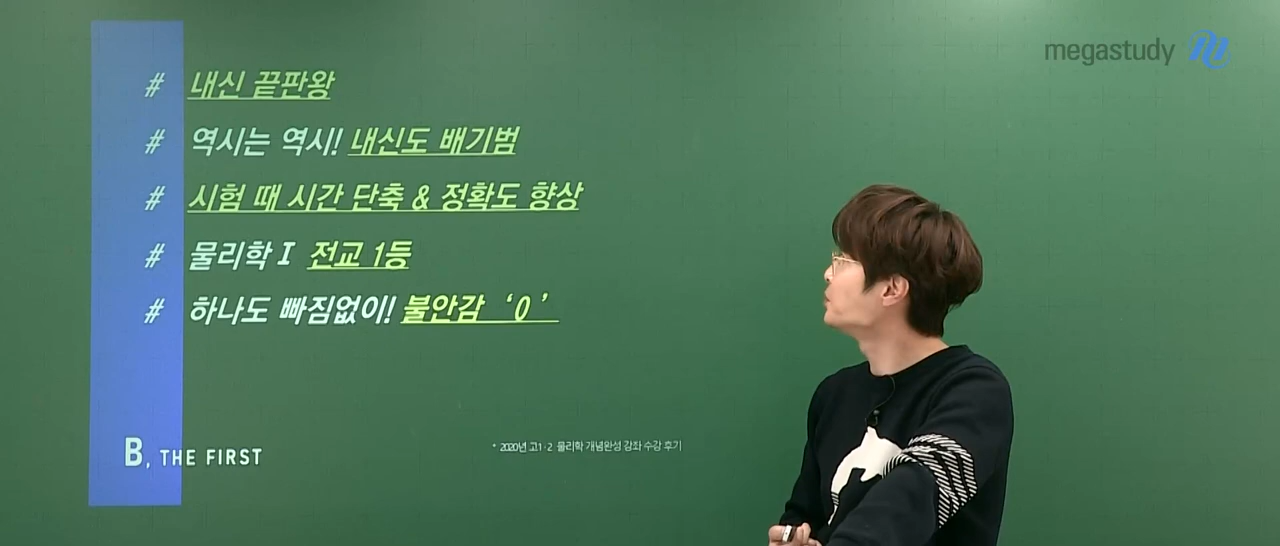 megastudy
# 내신 끝판왕
# 역시는 역시! 내신도 배기범
# 시험 때 시간 단축 & 정확도 향상
# 물리학 I 전교 1등
# 하나도 빠짐없이! 불안감 ‘0’
B, THE FIRST
* 2020년 고1·2 물리학 개념완성 강좌 수강 후기